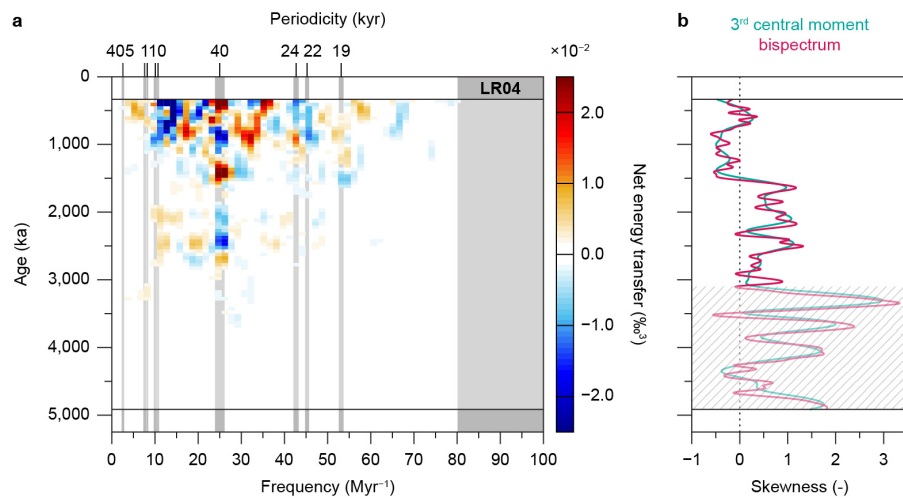 a
Periodicity (kyr)
405 110 40 24 22 19
LR04
Age (ka)
0
1,000
2,000
3,000
4,000
5,000
0 10 20 30 40 50 60 70 80 90 100
Frequency (Myr⁻¹)
×10⁻²
2.0
1.0
0.0
−1.0
−2.0
Net energy transfer (‰³)
b
3rd central moment
bispectrum
−1 0 1 2 3
Skewness (-)